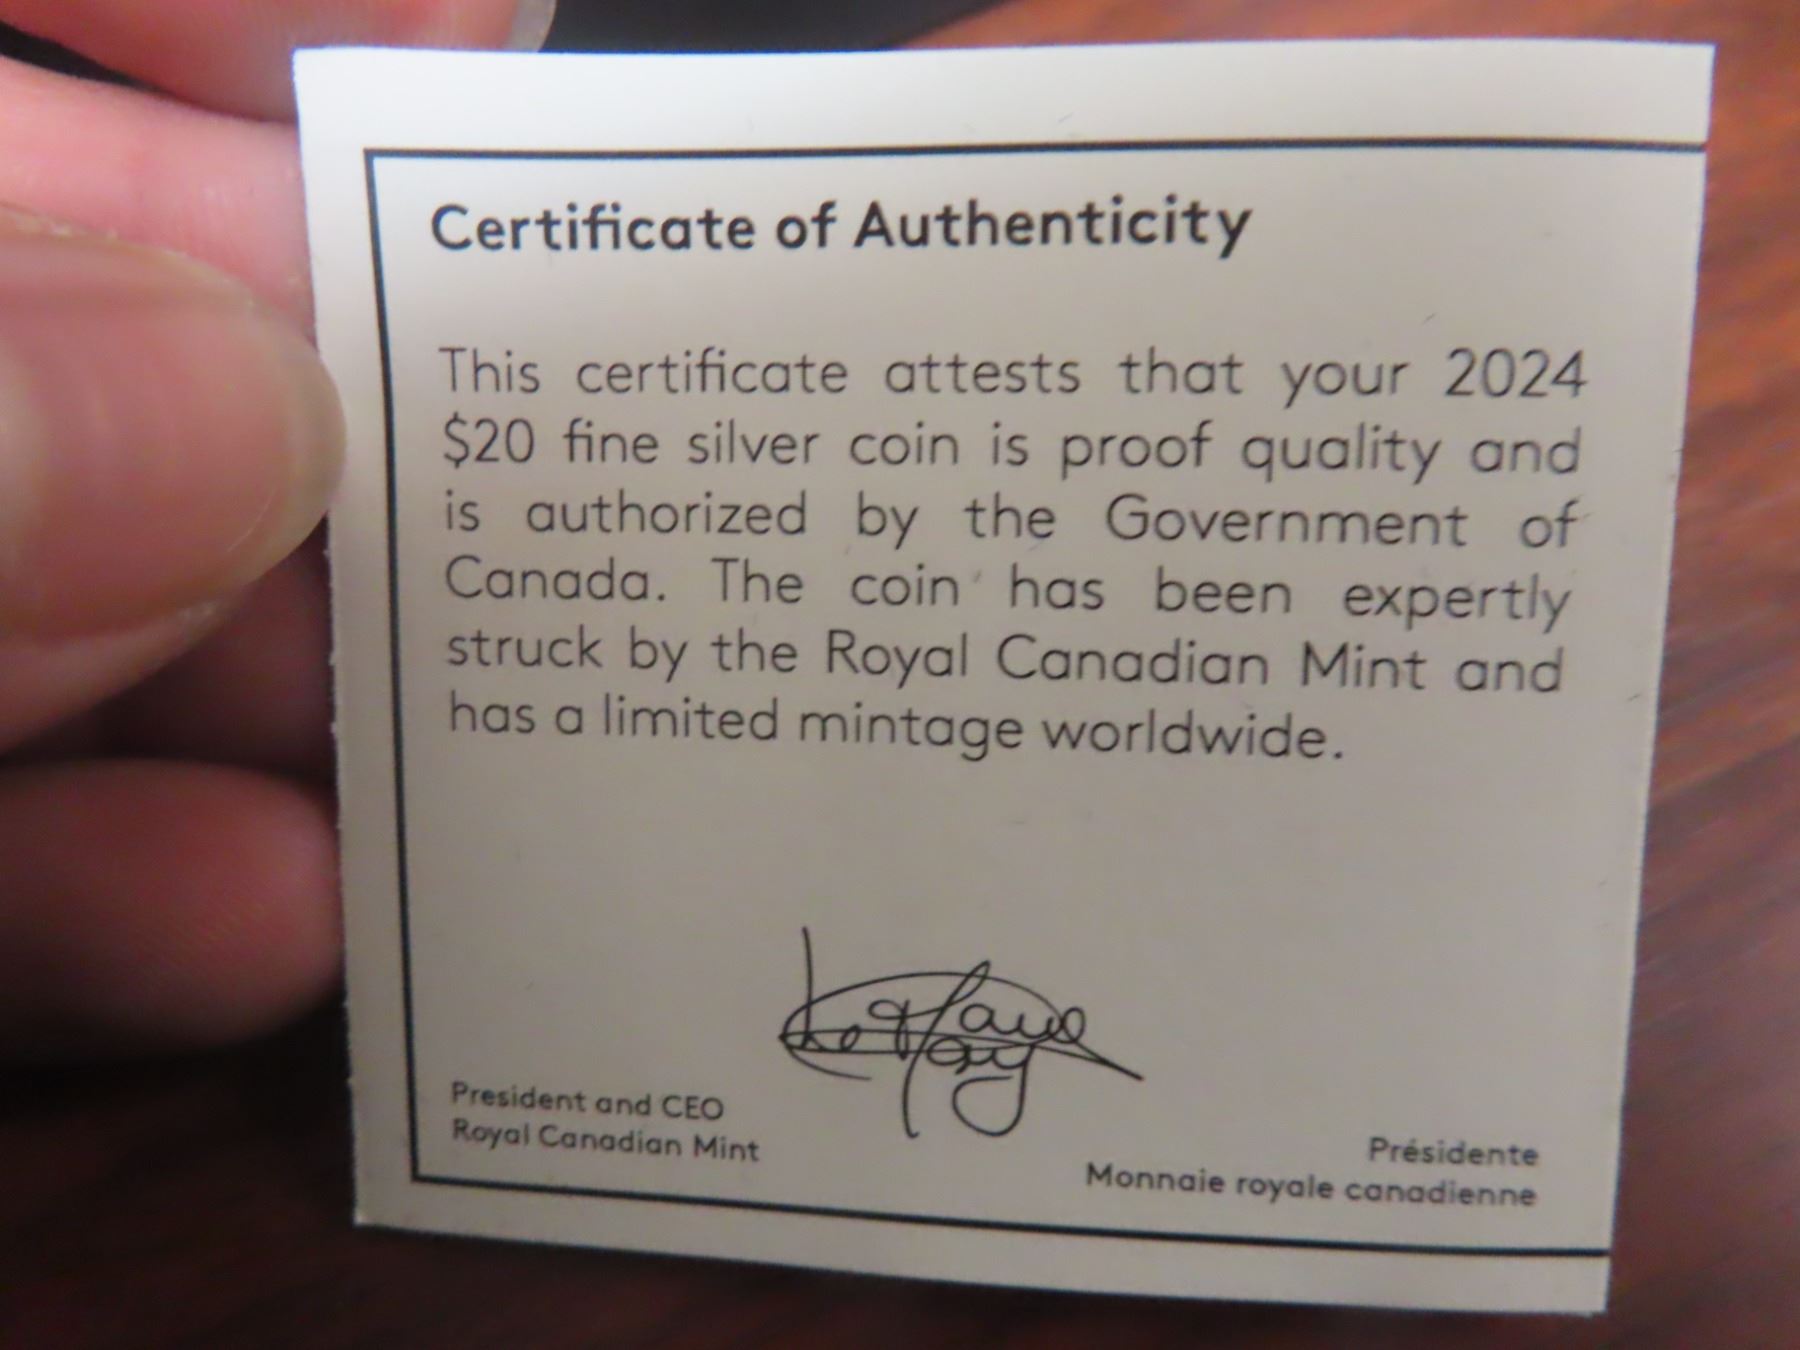 Certificate of Authenticity
This certificate attests that your 2024
$20 fine silver coin is proof quality and
is authorized by the Government of
Canada. The coin has been expertly
struck by the Royal Canadian Mint and
has a limited mintage worldwide.
President and CEO
Royal Canadian Mint
Présidente
Monnaie royale canadienne